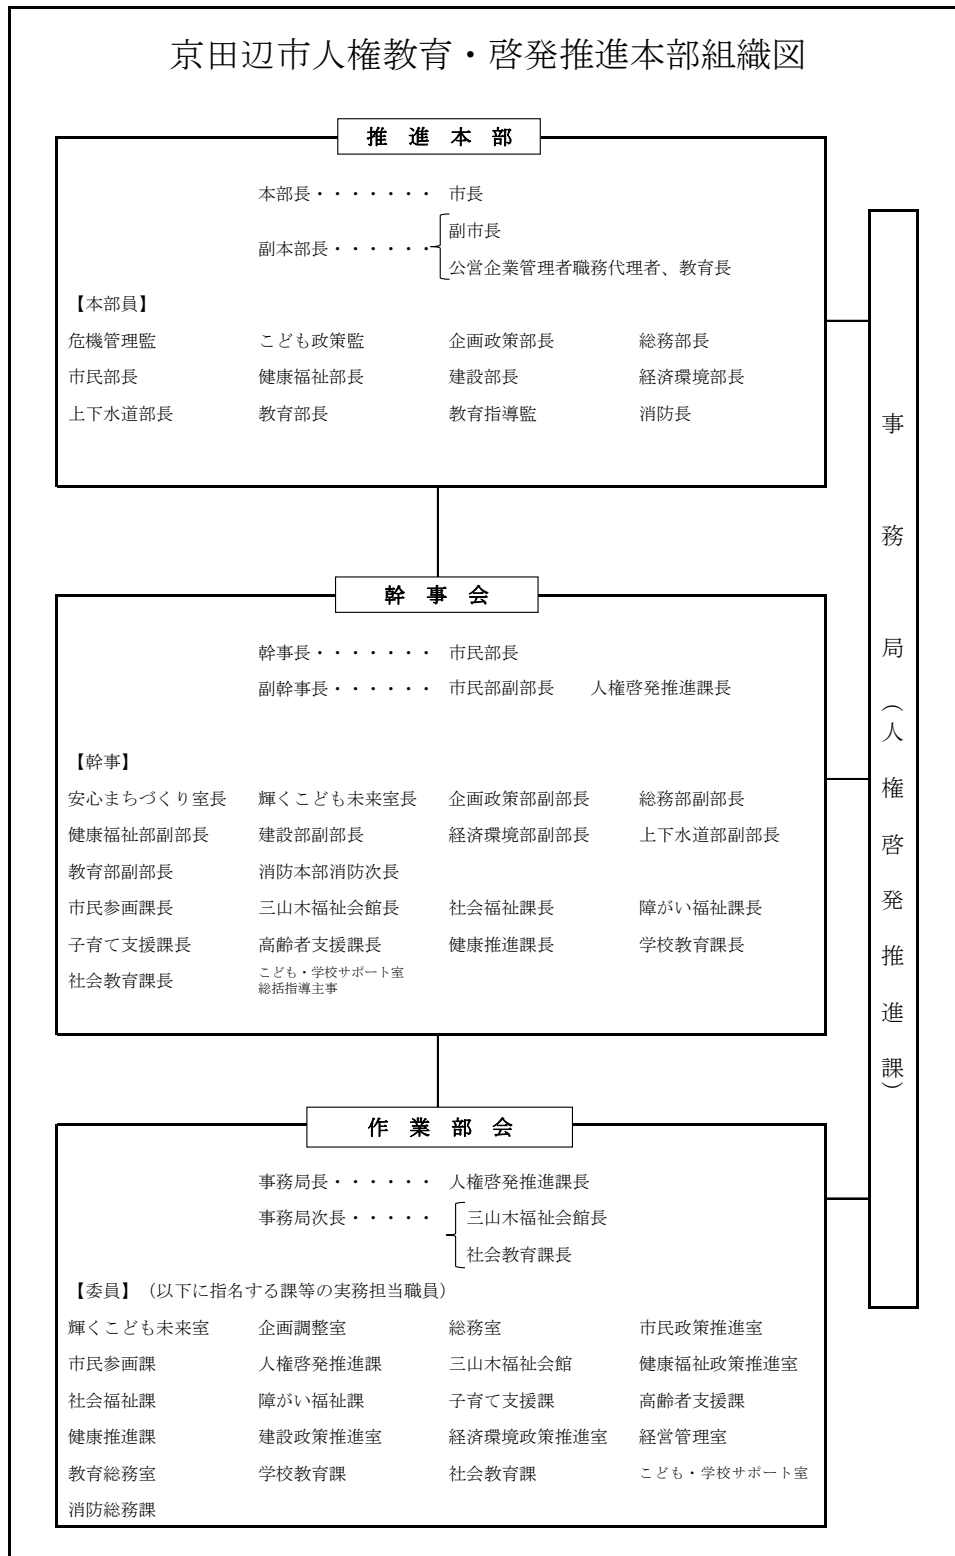 京田辺市人権教育・啓発推進本部組織図
推進本部
本部長・・・・・・・ 市長
副本部長・・・・・・ 副市長
公営企業管理者職務代理者、教育長
【本部員】
危機管理監 こども政策監 企画政策部長 総務部長
市民部長 健康福祉部長 建設部長 経済環境部長
上下水道部長 教育部長 教育指導監 消防長
幹事会
幹事長・・・・・・・ 市民部長
副幹事長・・・・・・ 市民部副部長 人権啓発推進課長
【幹事】
安心まちづくり室長 輝くこども未来室長 企画政策部副部長 総務部副部長
健康福祉部副部長 建設部副部長 経済環境部副部長 上下水道部副部長
教育部副部長 消防本部消防次長
市民参画課長 三山木福祉会館長 社会福祉課長 障がい福祉課長
子育て支援課長 高齢者支援課長 健康推進課長 学校教育課長
社会教育課長 こども・学校サポート室
総括指導主事
作業部会
事務局長・・・・・・ 人権啓発推進課長
事務局次長・・・・・ 三山木福祉会館長
社会教育課長
【委員】（以下に指名する課等の実務担当職員）
輝くこども未来室 企画調整室 総務室 市民政策推進室
市民参画課 人権啓発推進課 三山木福祉会館 健康福祉政策推進室
社会福祉課 障がい福祉課 子育て支援課 高齢者支援課
健康推進課 建設政策推進室 経済環境政策推進室 経営管理室
教育総務室 学校教育課 社会教育課 こども・学校サポート室
消防総務課
事務局（人権啓発推進課）